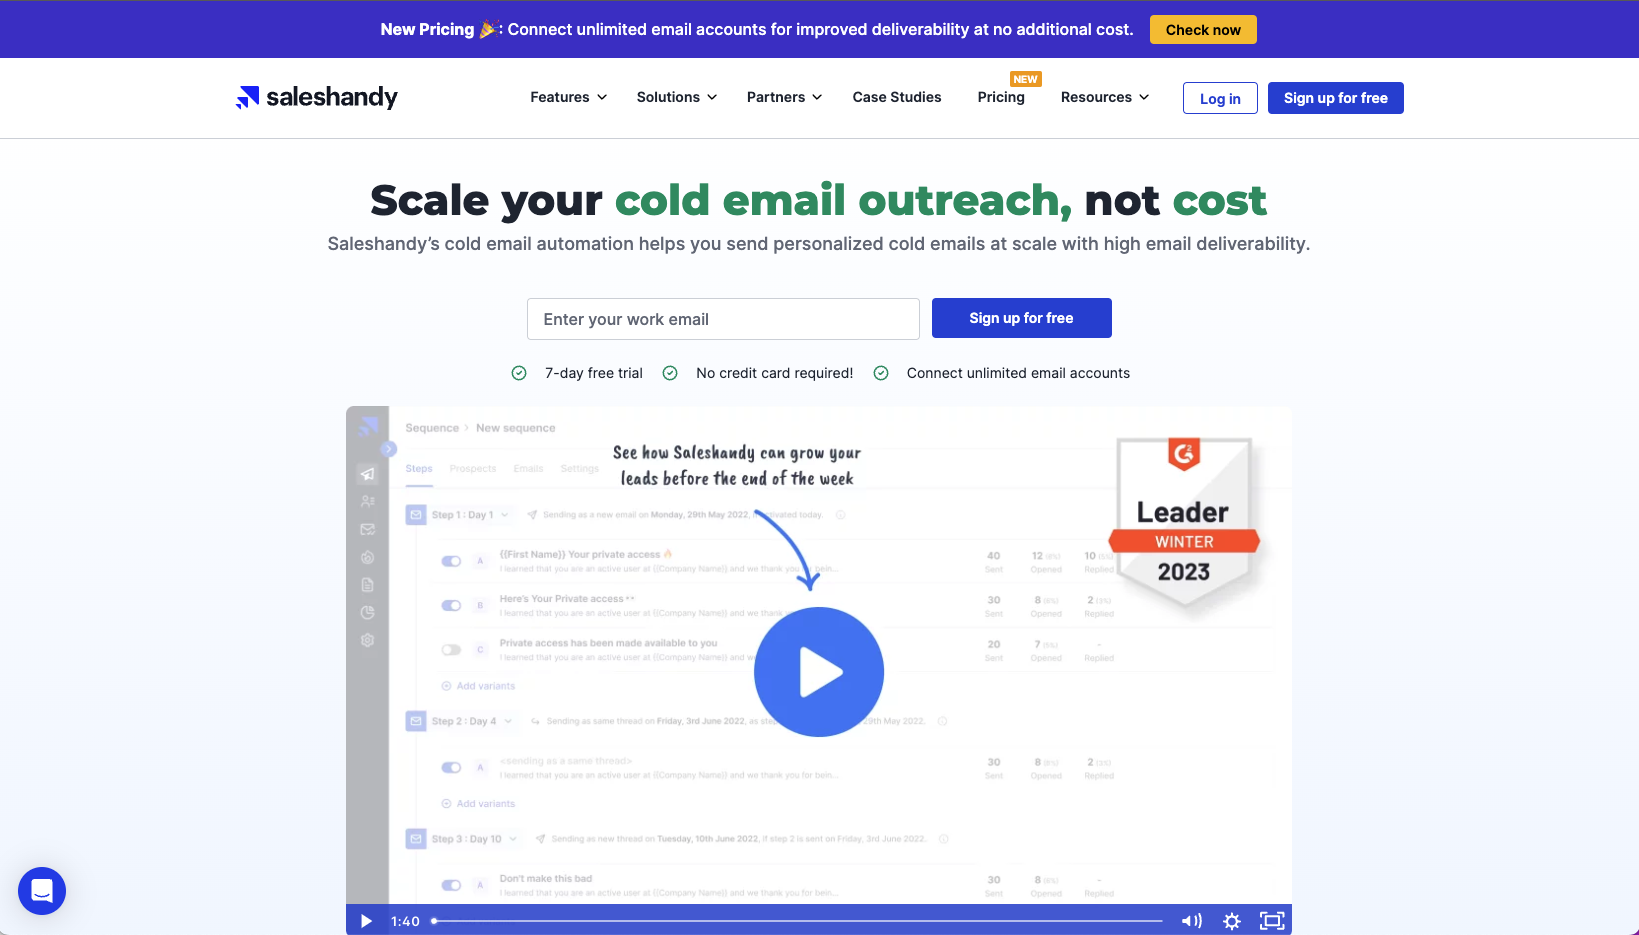 New Pricing 🎉: Connect unlimited email accounts for improved deliverability at no additional cost.
Check now
saleshandy
Features
Solutions
Partners
Case Studies
Pricing
NEW
Resources
Log in
Sign up for free
Scale your cold email outreach, not cost
Saleshandy's cold email automation helps you send personalized cold emails at scale with high email deliverability.
Enter your work email
Sign up for free
7-day free trial
No credit card required!
Connect unlimited email accounts
Sequence > New sequence
See how Saleshandy can grow your
leads before the end of the week
Steps Prospects Emails Settings
Leader
WINTER
2023
Step 1 : Day 1
Sending as a new email on Monday, 29th May 2022, if activated today.
A
{{First Name}} Your private access 🔥
I learned that you are an active user at {{Company Name}} and we thank you for bein...
40 12 (6%) 10 (5%)
Sent Opened Replied
B
Here's Your Private access 👀
I learned that you are an active user at {{Company Name}} and we thank
30 8 (6%) 2 (3%)
Sent Opened Replied
C
Private access has been made available to you
I learned that you are an active user at {{Company Name}} and we
20 7 (5%) -
Sent Opened Replied
Add variants
Step 2 : Day 4
Sending as same thread on Friday, 3rd June 2022, as step
29th May 2022.
A
<sending as a same thread>
I learned that you are an active user at {{Company Name}} and we thank you for bein...
30 8 (6%) 2 (3%)
Sent Opened Replied
Add variants
Step 3 : Day 10
Sending as new thread on Tuesday, 10th June 2022, if step 2 is sent on Friday, 3rd June 2022.
A
Don't make this bad
I learned that you are an active user at {{Company Name}} and we thank you for bein...
30 8 (6%) -
Sent Opened Replied
1:40